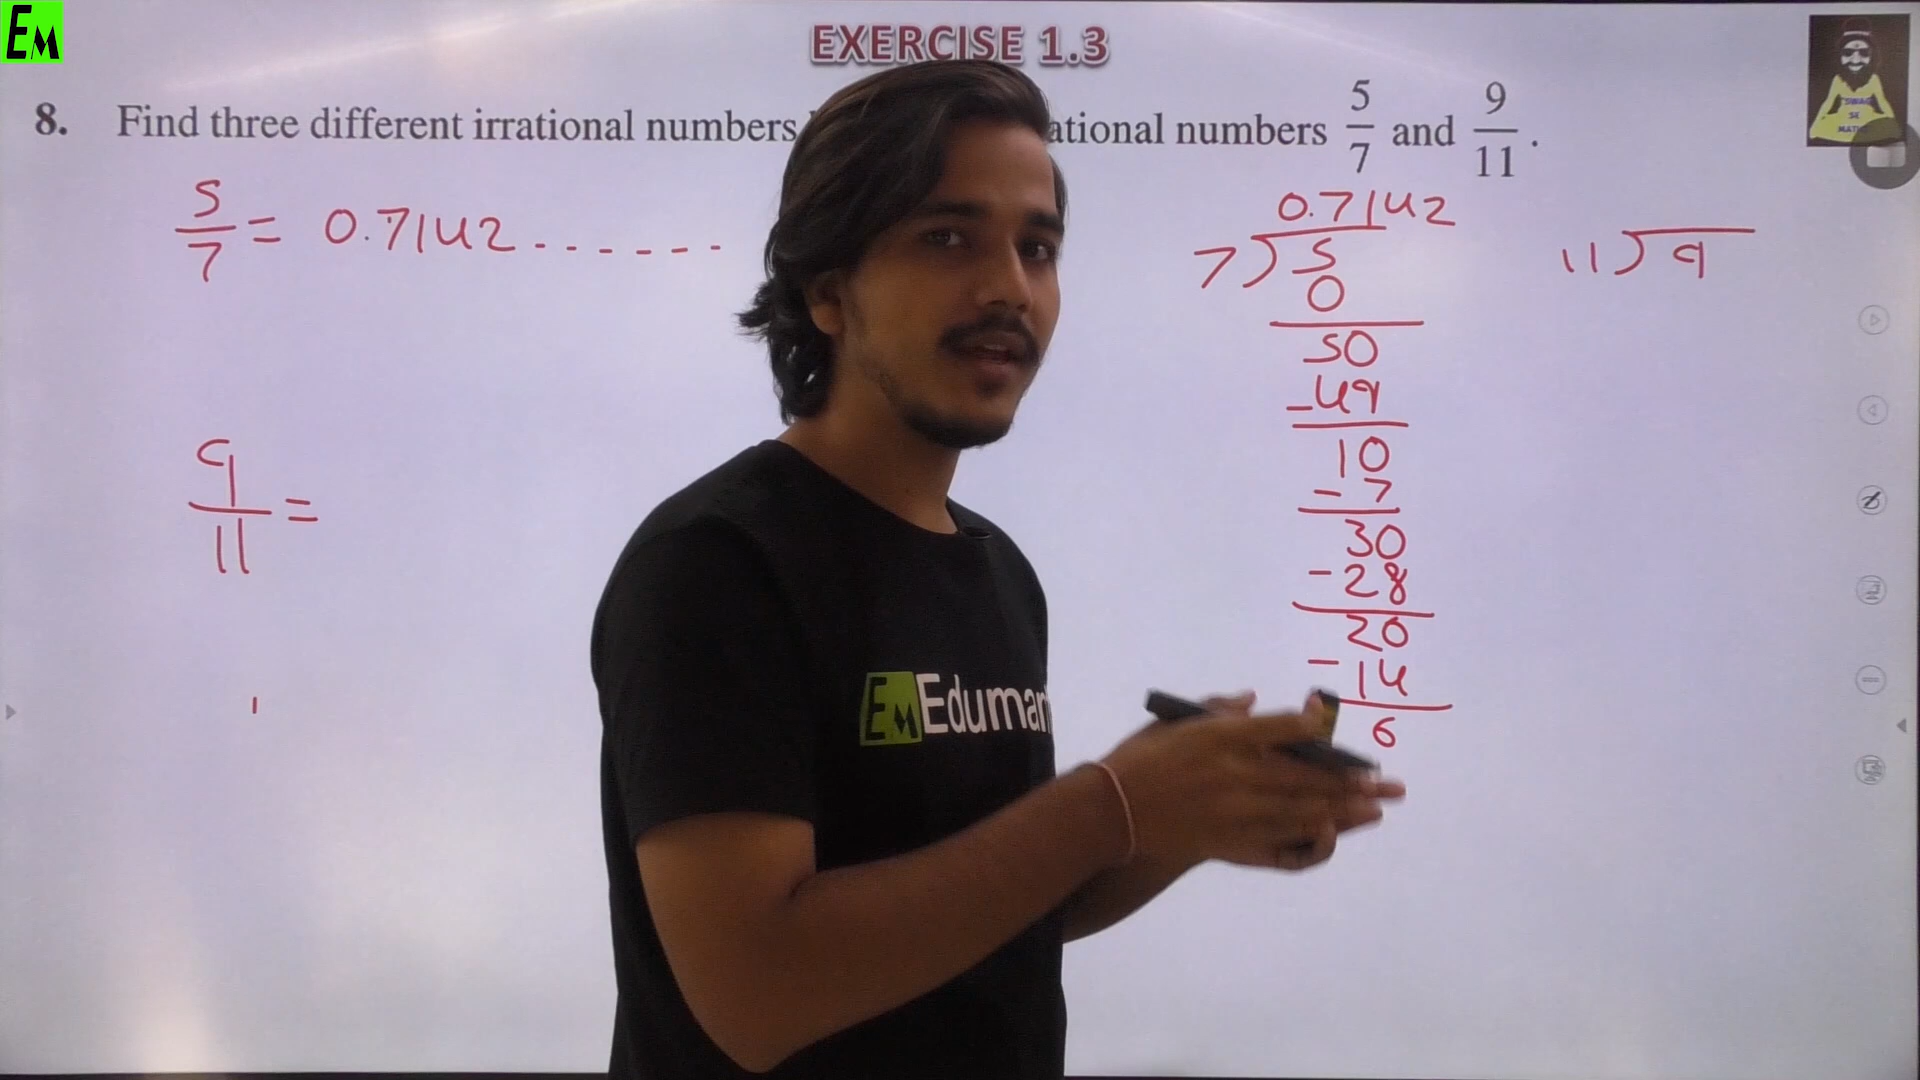 EM
EXERCISE 1.3
8. Find three different irrational numbers ational numbers 5/7 and 9/11.
SWAG
SE
5/7 = 0.7142......
0.7142
7) 5
0
50
-49
10
-7
30
-28
20
-14
6
11) 9
9/11 =
EM Eduman